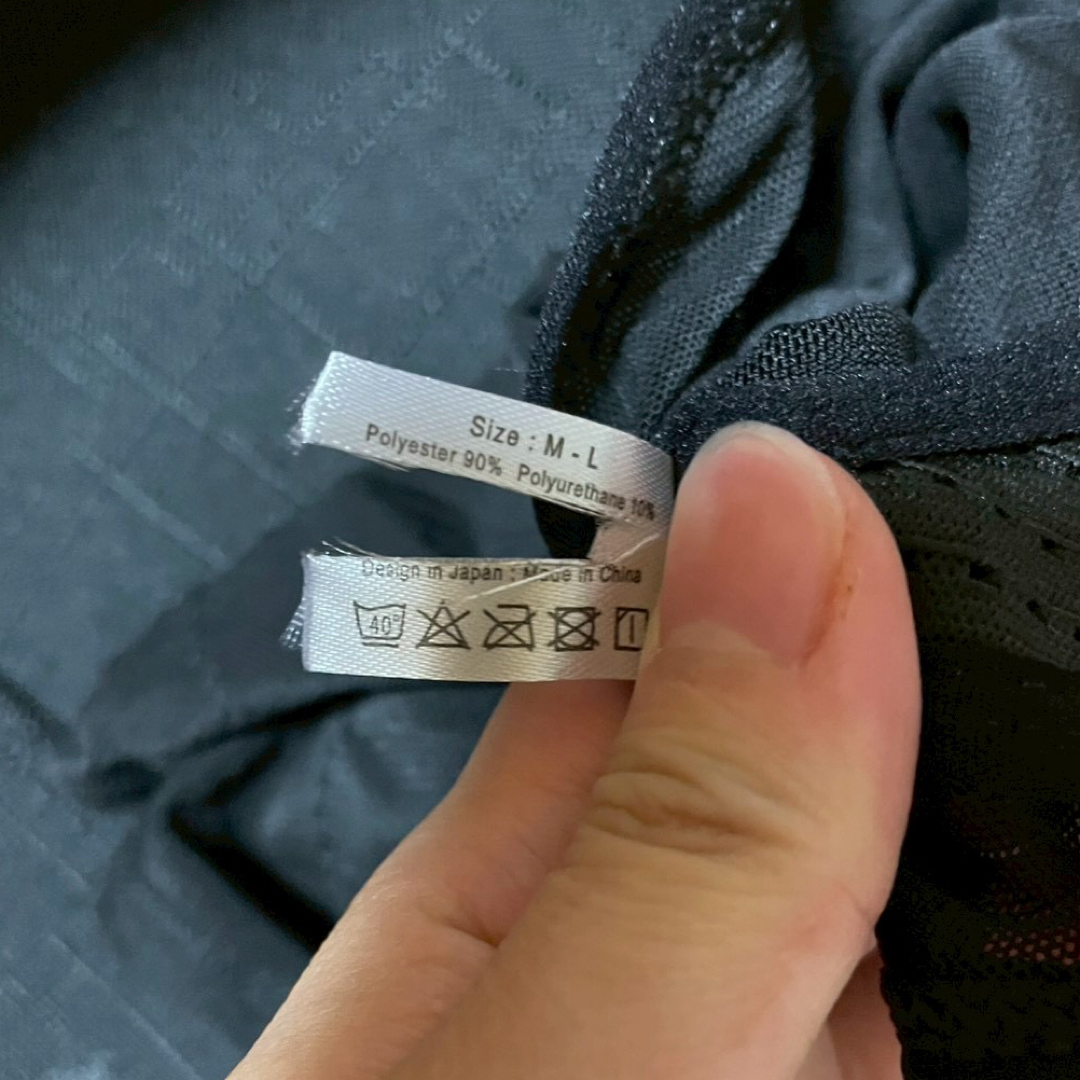 Size : M - L
Polyester 90% Polyurethane 10%
Design in Japan : Made in China
40°